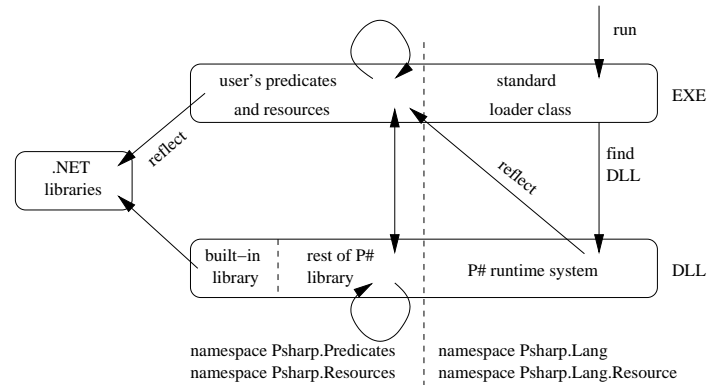 run
user's predicates
and resources
standard
loader class
EXE
reflect
find
DLL
.NET
libraries
reflect
built−in
library
rest of P#
library
P# runtime system
DLL
namespace Psharp.Predicates
namespace Psharp.Resources
namespace Psharp.Lang
namespace Psharp.Lang.Resource